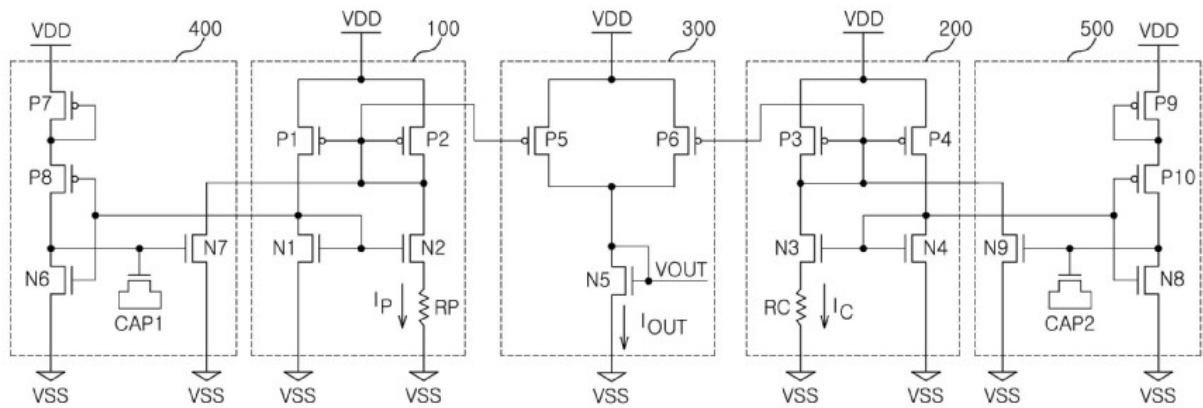 400
100
300
200
500
VDD
VDD
VDD
VDD
VDD
P7
P8
N6
CAP1
N7
VSS
VSS
P1
P2
N1
N2
IP
RP
VSS
VSS
P5
P6
N5
VOUT
IOUT
VSS
P3
P4
N3
N4
RC
IC
VSS
VSS
P9
P10
N9
N8
CAP2
VSS
VSS